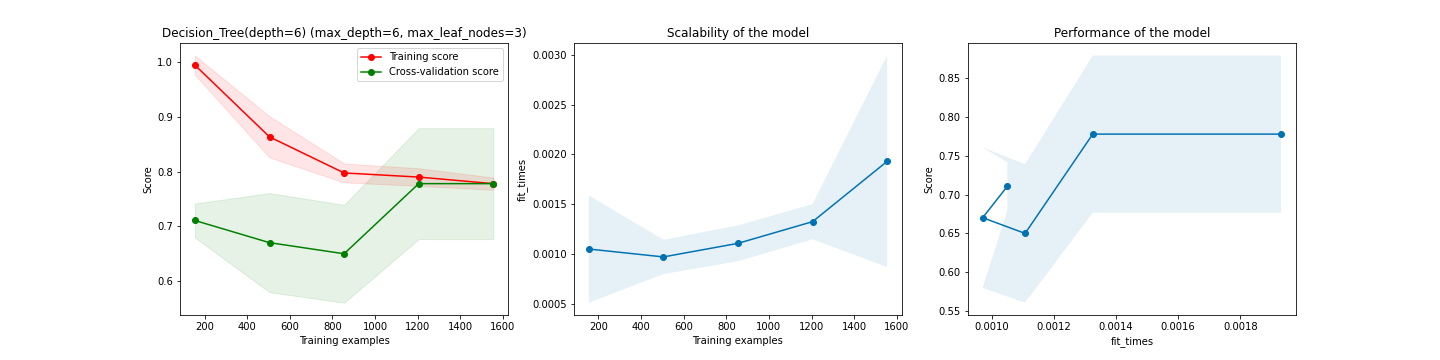 Decision_Tree(depth=6) (max_depth=6, max_leaf_nodes=3)
Training score
Cross-validation score
1.0
0.9
0.8
0.7
0.6
Score
200 400 600 800 1000 1200 1400 1600
Training examples
Scalability of the model
0.0030
0.0025
0.0020
0.0015
0.0010
0.0005
fit_times
200 400 600 800 1000 1200 1400 1600
Training examples
Performance of the model
0.85
0.80
0.75
0.70
0.65
0.60
0.55
Score
0.0010 0.0012 0.0014 0.0016 0.0018
fit_times